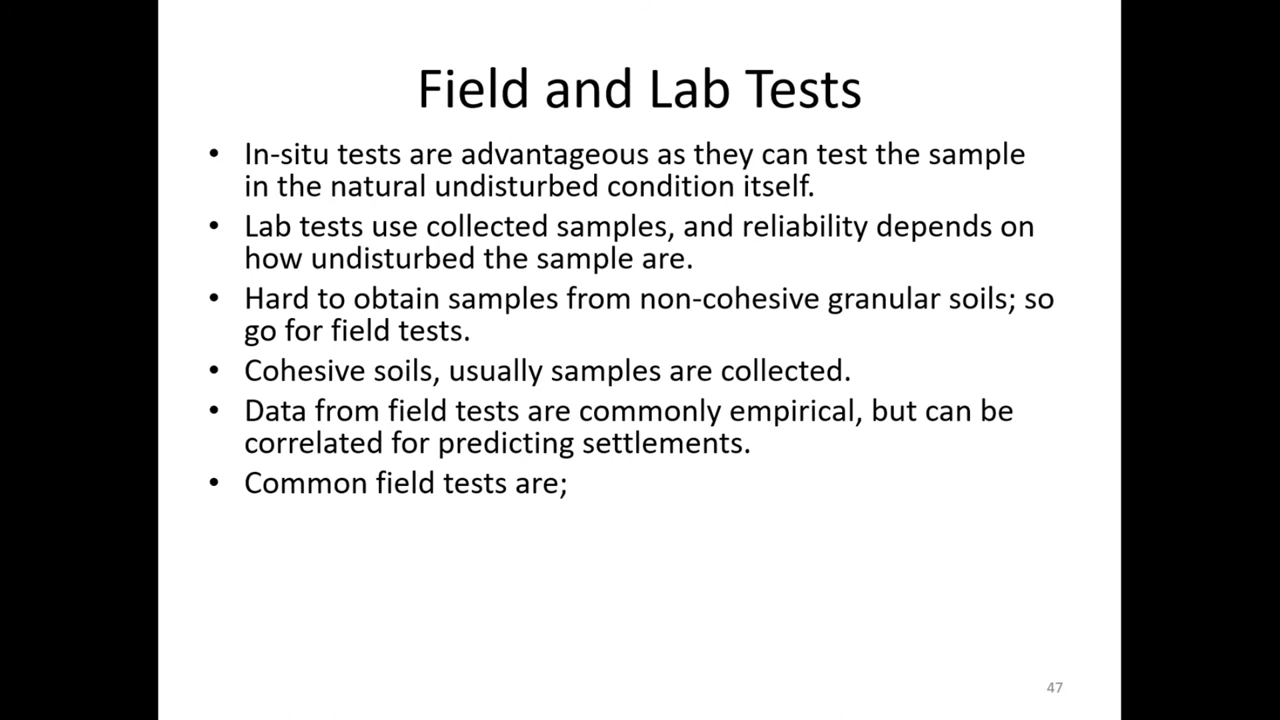 Field and Lab Tests
• In-situ tests are advantageous as they can test the sample
in the natural undisturbed condition itself.
• Lab tests use collected samples, and reliability depends on
how undisturbed the sample are.
• Hard to obtain samples from non-cohesive granular soils; so
go for field tests.
• Cohesive soils, usually samples are collected.
• Data from field tests are commonly empirical, but can be
correlated for predicting settlements.
• Common field tests are;
47